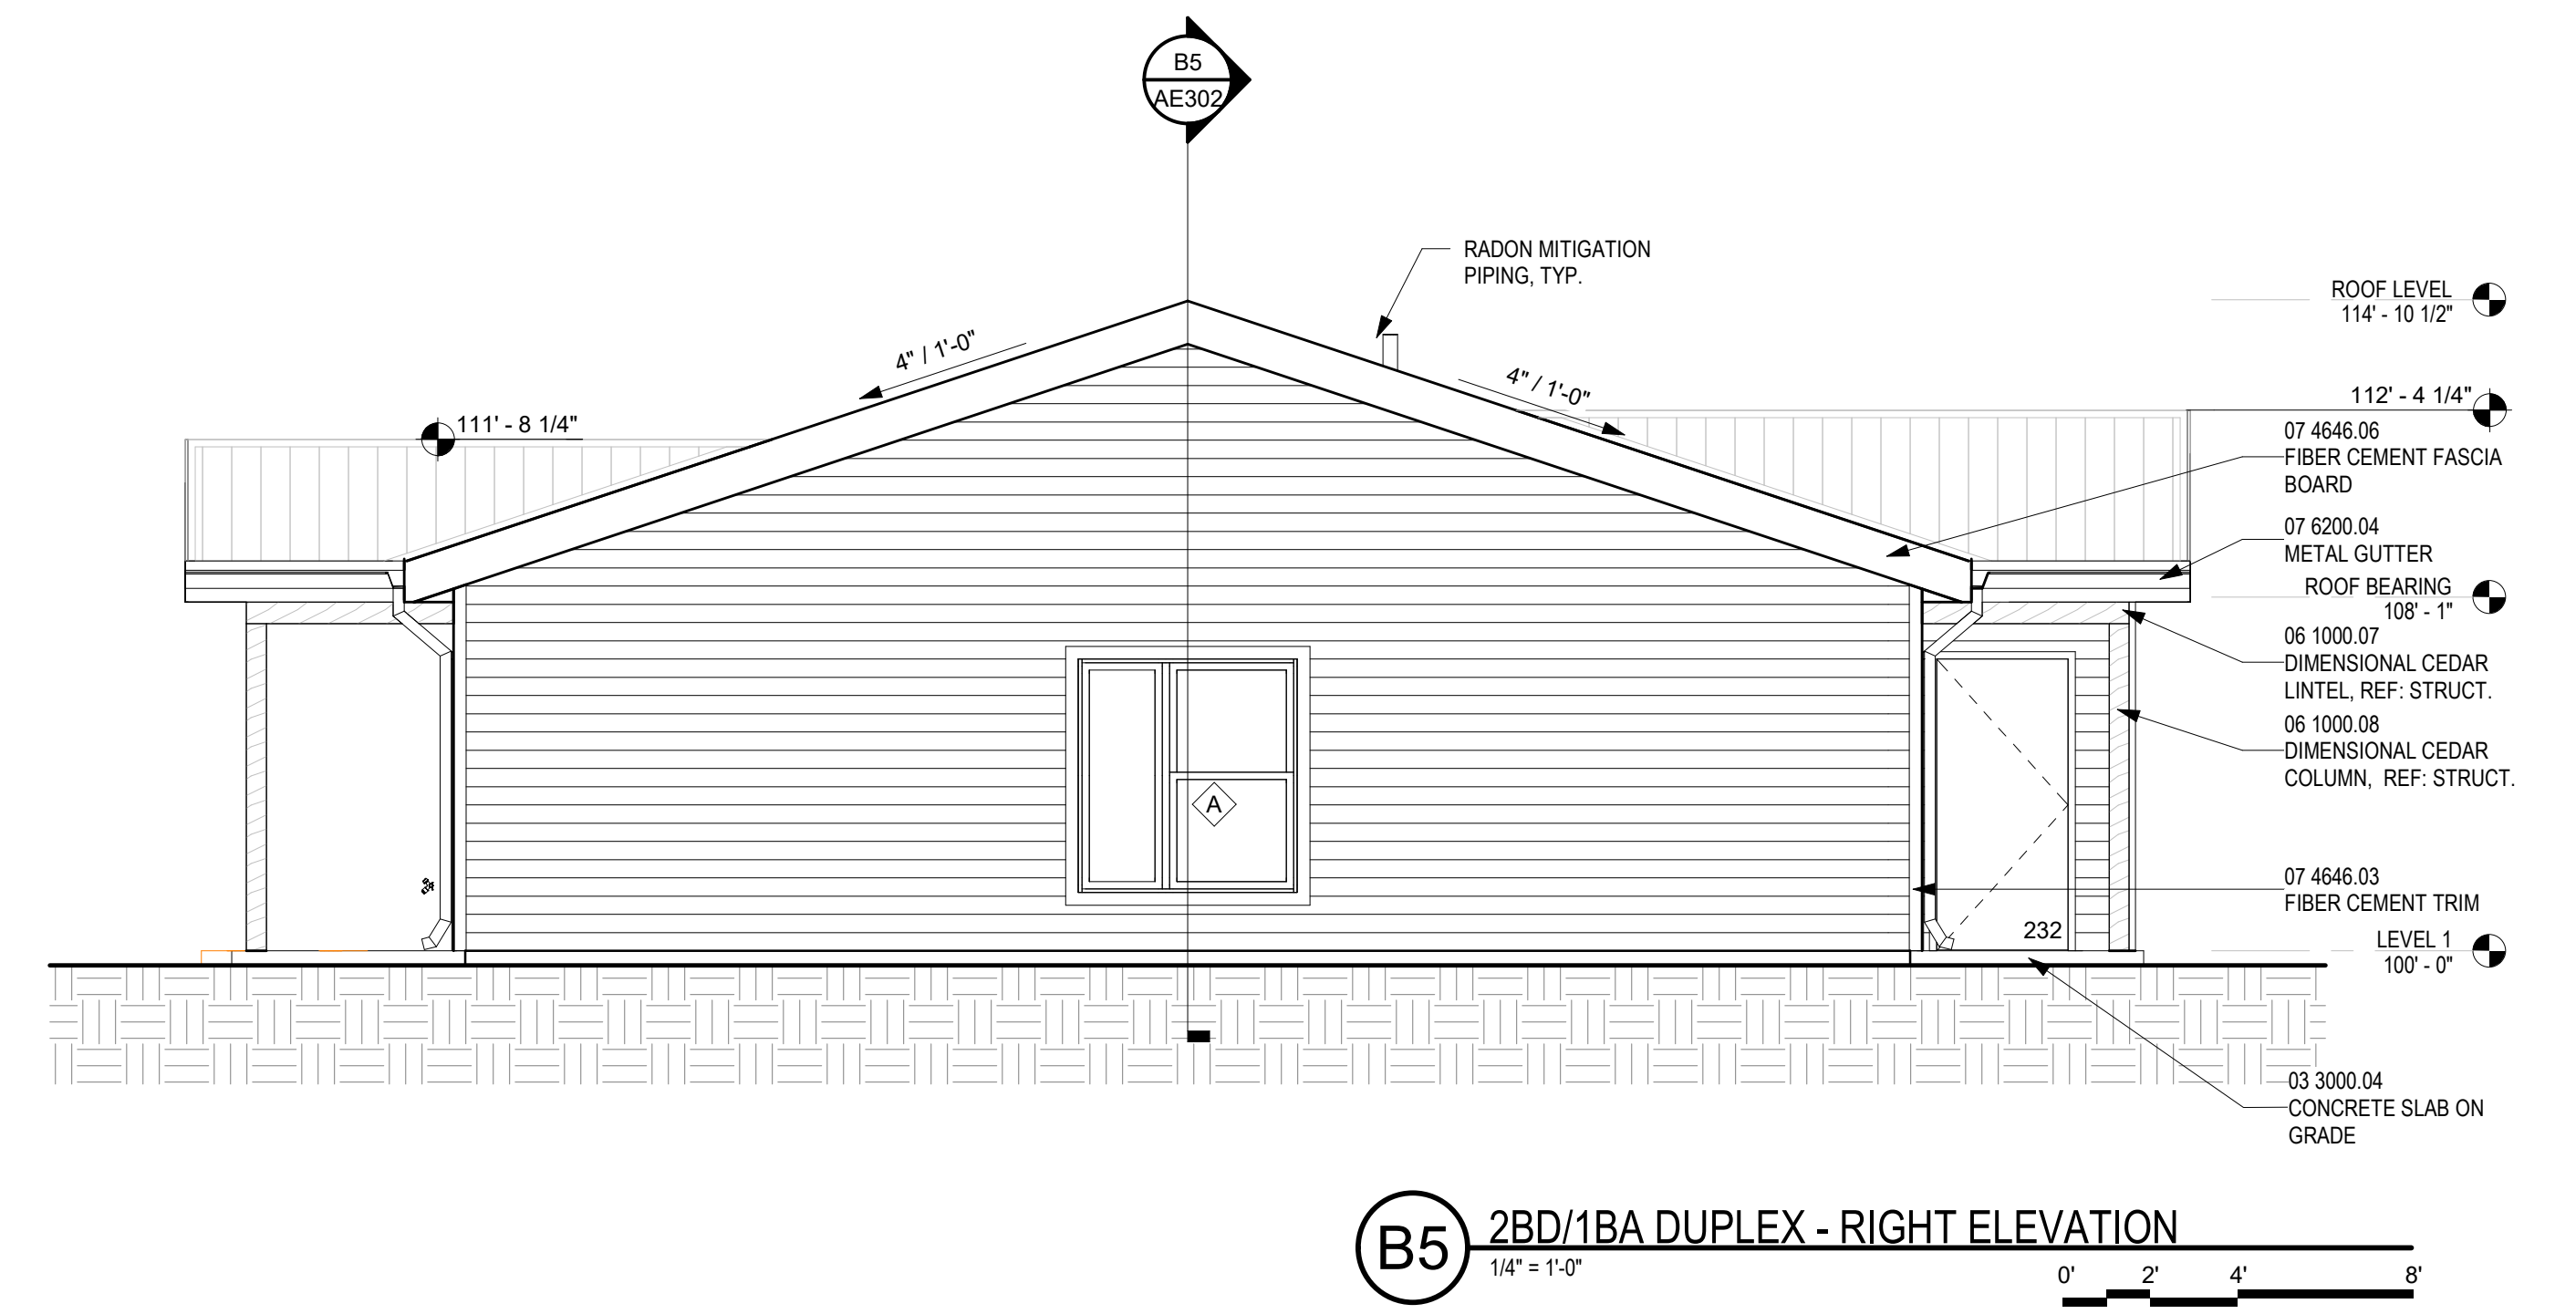 B5
AE302
RADON MITIGATION
PIPING, TYP.
ROOF LEVEL
114' - 10 1/2"
4" / 1'-0"
4" / 1'-0"
111' - 8 1/4"
112' - 4 1/4"
07 4646.06
FIBER CEMENT FASCIA
BOARD
07 6200.04
METAL GUTTER
ROOF BEARING
108' - 1"
06 1000.07
DIMENSIONAL CEDAR
LINTEL, REF: STRUCT.
06 1000.08
DIMENSIONAL CEDAR
COLUMN,  REF: STRUCT.
A
07 4646.03
FIBER CEMENT TRIM
232
LEVEL 1
100' - 0"
03 3000.04
CONCRETE SLAB ON
GRADE
B5
2BD/1BA DUPLEX - RIGHT ELEVATION
1/4" = 1'-0"
0' 2' 4' 8'